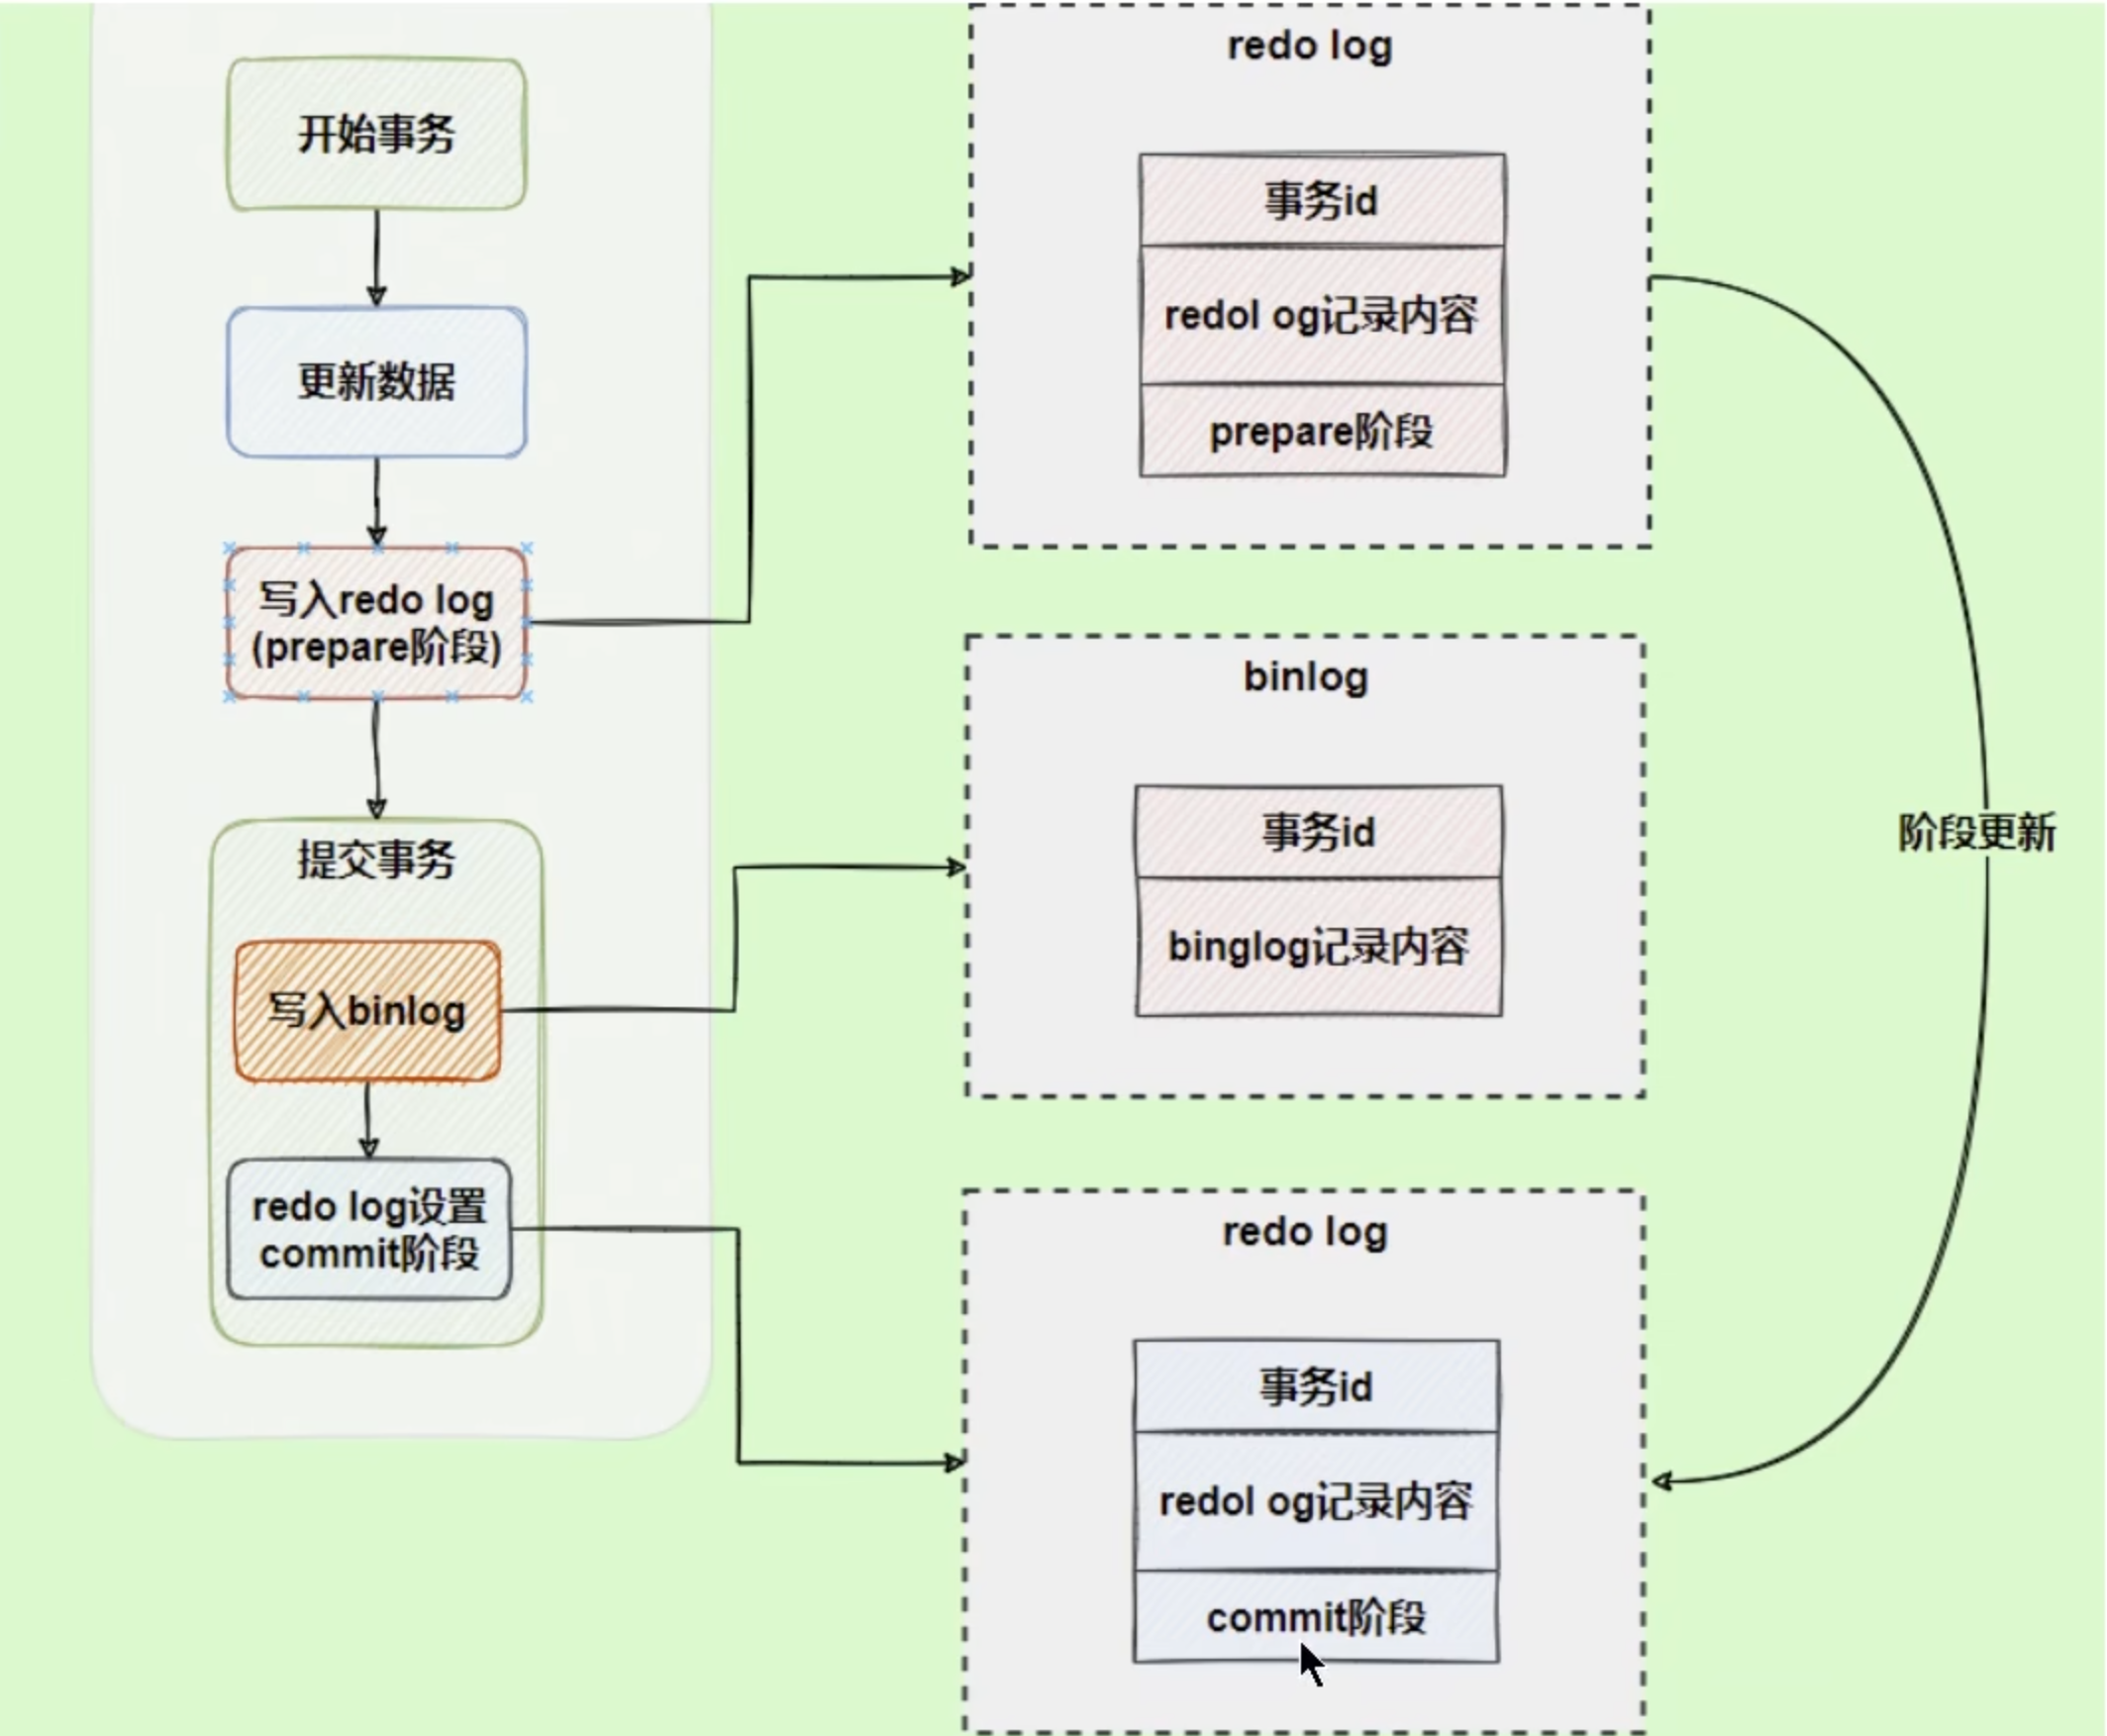 开始事务
更新数据
写入redo log
(prepare阶段)
提交事务
写入binlog
redo log设置
commit阶段
redo log
事务id
redol og记录内容
prepare阶段
binlog
事务id
binglog记录内容
redo log
事务id
redol og记录内容
commit阶段
阶段更新